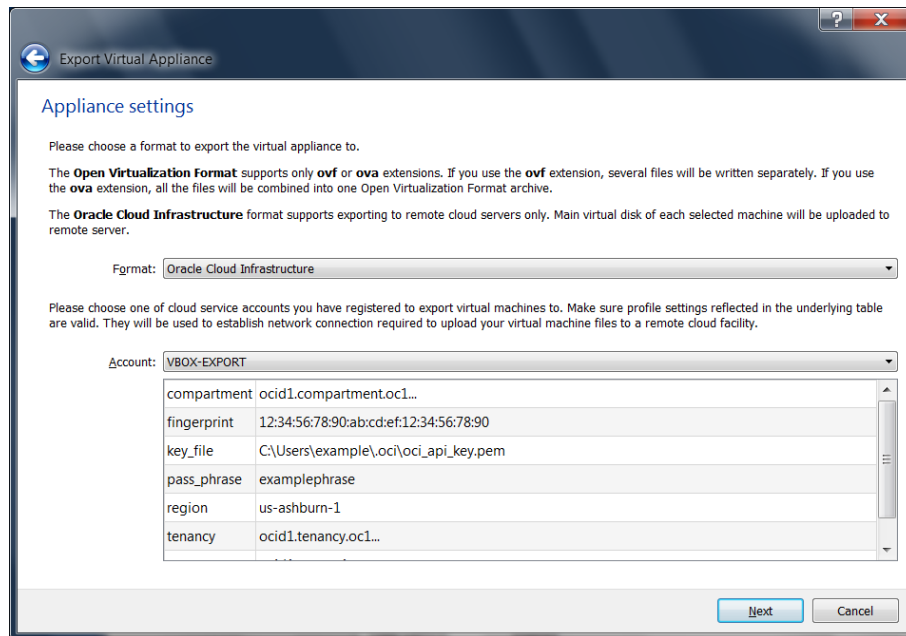 Export Virtual Appliance
Appliance settings
Please choose a format to export the virtual appliance to.
The Open Virtualization Format supports only ovf or ova extensions. If you use the ovf extension, several files will be written separately. If you use
the ova extension, all the files will be combined into one Open Virtualization Format archive.
The Oracle Cloud Infrastructure format supports exporting to remote cloud servers only. Main virtual disk of each selected machine will be uploaded to
remote server.
Format: Oracle Cloud Infrastructure
Please choose one of cloud service accounts you have registered to export virtual machines to. Make sure profile settings reflected in the underlying table
are valid. They will be used to establish network connection required to upload your virtual machine files to a remote cloud facility.
Account: VBOX-EXPORT
compartment ocid1.compartment.oc1...
fingerprint 12:34:56:78:90:ab:cd:ef:12:34:56:78:90
key_file C:\Users\example\.oci\oci_api_key.pem
pass_phrase examplephrase
region us-ashburn-1
tenancy ocid1.tenancy.oc1...
Next Cancel